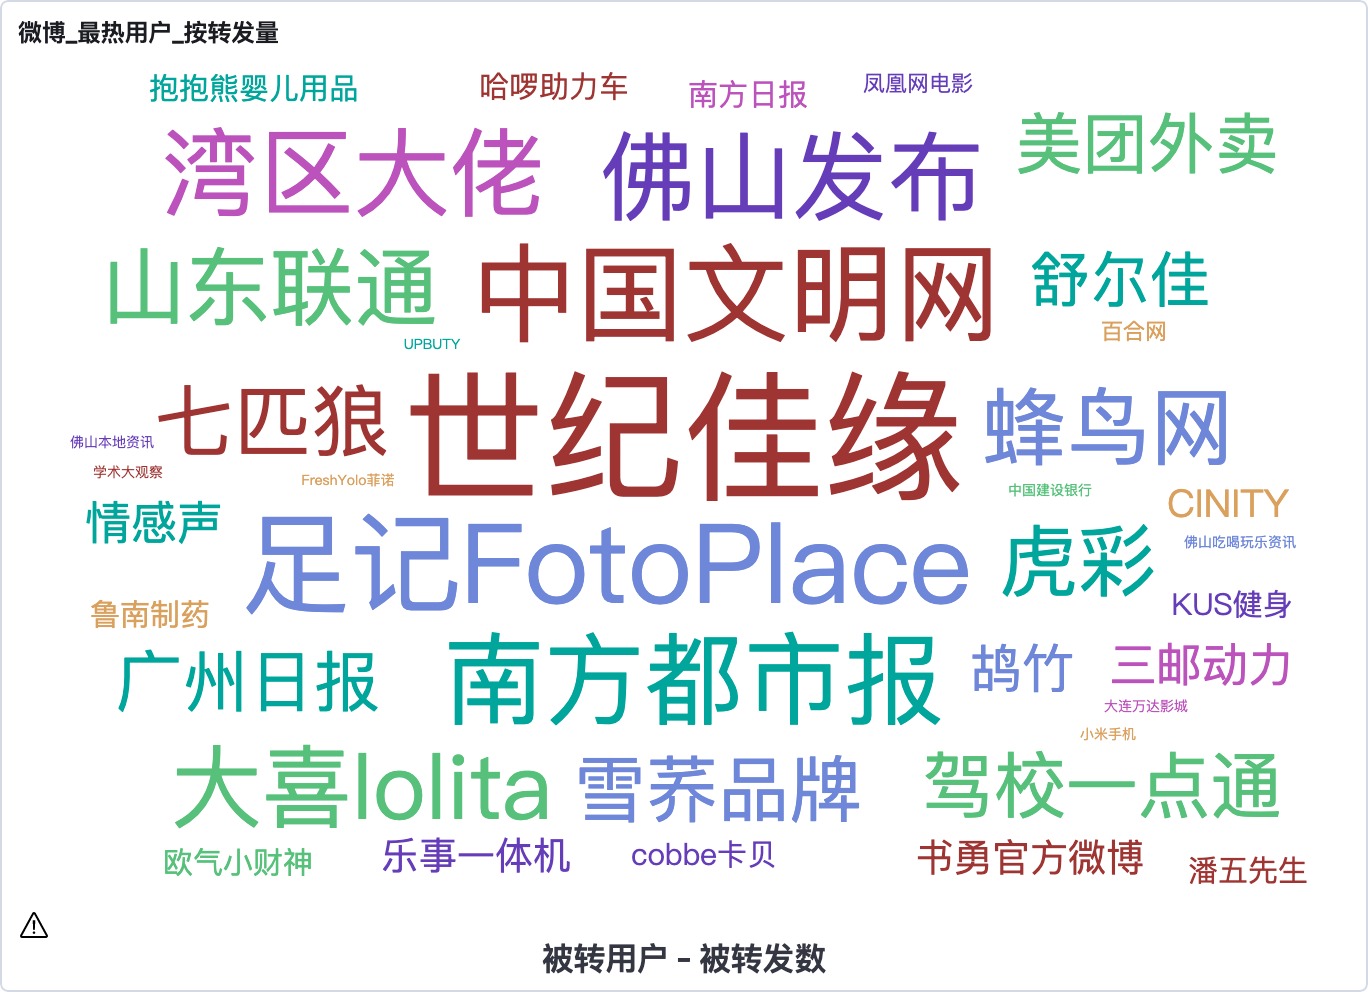 微博_最热用户_按转发量
抱抱熊婴儿用品
哈啰助力车
南方日报
凤凰网电影
湾区大佬
佛山发布
美团外卖
山东联通
中国文明网
舒尔佳
百合网
UPBUTY
七匹狼
世纪佳缘
蜂鸟网
佛山本地资讯
学术大观察
FreshYolo菲诺
中国建设银行
CINITY
情感声
足记FotoPlace
虎彩
佛山吃喝玩乐资讯
鲁南制药
KUS健身
广州日报
南方都市报
鸪竹
三邮动力
大连万达影城
小米手机
大喜lolita
雪荞品牌
驾校一点通
欧气小财神
乐事一体机
cobbe卡贝
书勇官方微博
潘五先生
被转用户 - 被转发数